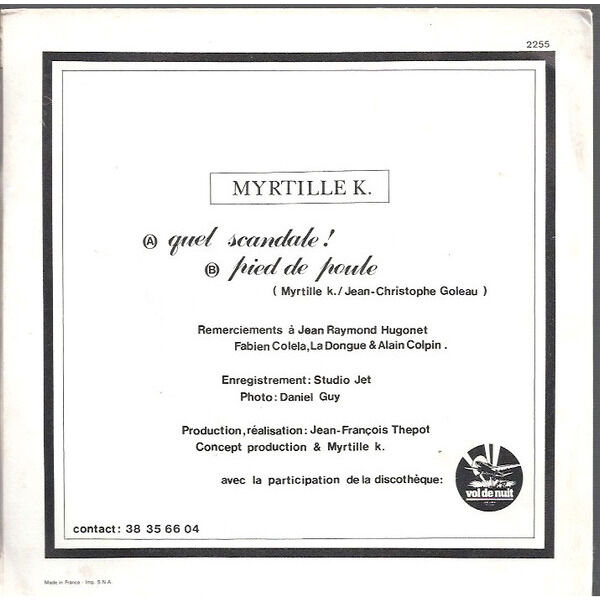 2255
MYRTILLE K.
Ⓐ quel scandale!
Ⓑ pied de poule
( Myrtille k./Jean-Christophe Goleau )
Remerciements à Jean Raymond Hugonet
Fabien Colela, La Dongue & Alain Colpin .
Enregistrement: Studio Jet
Photo: Daniel Guy
Production, réalisation: Jean-François Thepot
Concept production & Myrtille k.
avec la participation de la discothèque:
vol de nuit
contact: 38 35 66 04
Made in France - Imp. S N A.